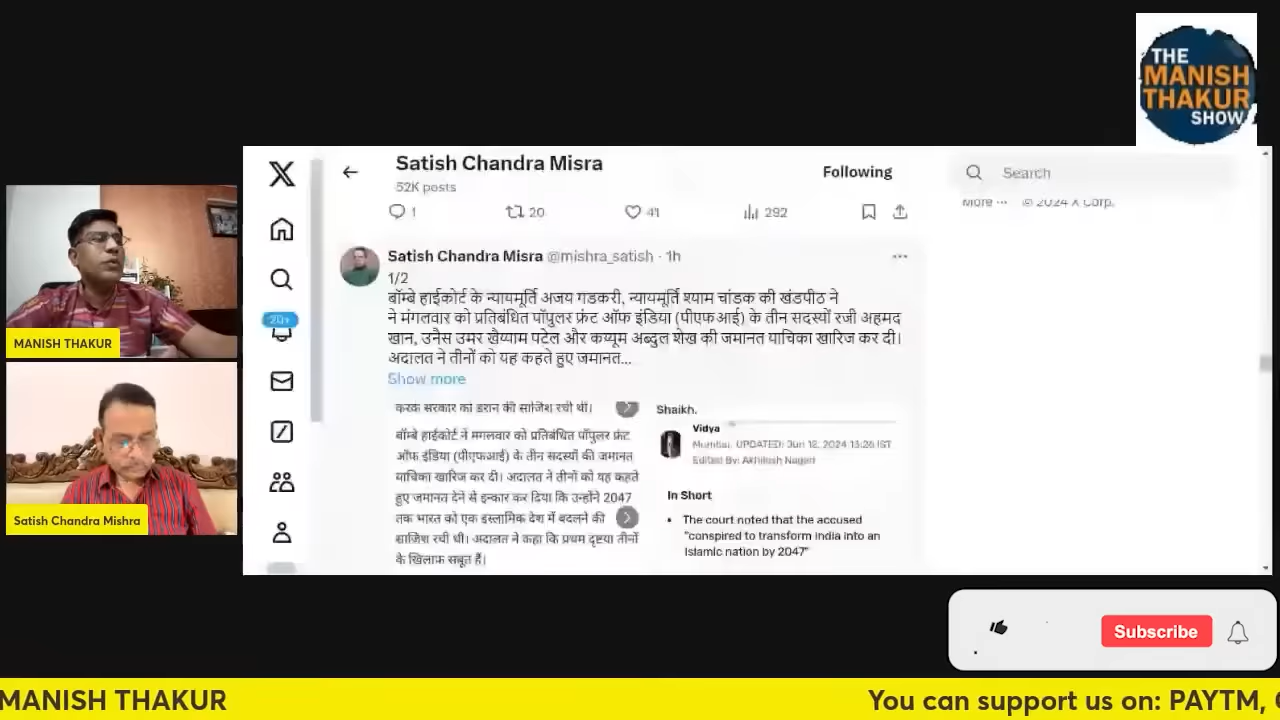 THE
MANISH
THAKUR
SHOW
MANISH THAKUR
Satish Chandra Mishra
20+
Satish Chandra Misra
52K posts
Following
Search
More ··· © 2024 X Corp.
1 20 41 292
Satish Chandra Misra @mishra_satish · 1h
1/2
बॉम्बे हाईकोर्ट के न्यायमूर्ति अजय गडकरी, न्यायमूर्ति श्याम चांडक की खंडपीठ ने
ने मंगलवार को प्रतिबंधित पॉपुलर फ्रंट ऑफ इंडिया (पीएफआई) के तीन सदस्यों रजी अहमद
खान, उनैस उमर खैय्याम पटेल और कय्यूम अब्दुल शेख की जमानत याचिका खारिज कर दी।
अदालत ने तीनों को यह कहते हुए जमानत...
Show more
करके सरकार को डराने की साजिश रची थी।
बॉम्बे हाईकोर्ट ने मंगलवार को प्रतिबंधित पॉपुलर फ्रंट
ऑफ इंडिया (पीएफआई) के तीन सदस्यों की जमानत
याचिका खारिज कर दी। अदालत ने तीनों को यह कहते
हुए जमानत देने से इन्कार कर दिया कि उन्होंने 2047
तक भारत को एक इस्लामिक देश में बदलने की
साजिश रची थी। अदालत ने कहा कि प्रथम दृष्टया तीनों
के खिलाफ सबूत हैं।
Shaikh.
Vidya
Mumbai, UPDATED: Jun 12, 2024 13:26 IST
Edited By: Akhilesh Nagari
In Short
• The court noted that the accused
"conspired to transform India into an
Islamic nation by 2047"
Subscribe
MANISH THAKUR
You can support us on: PAYTM,